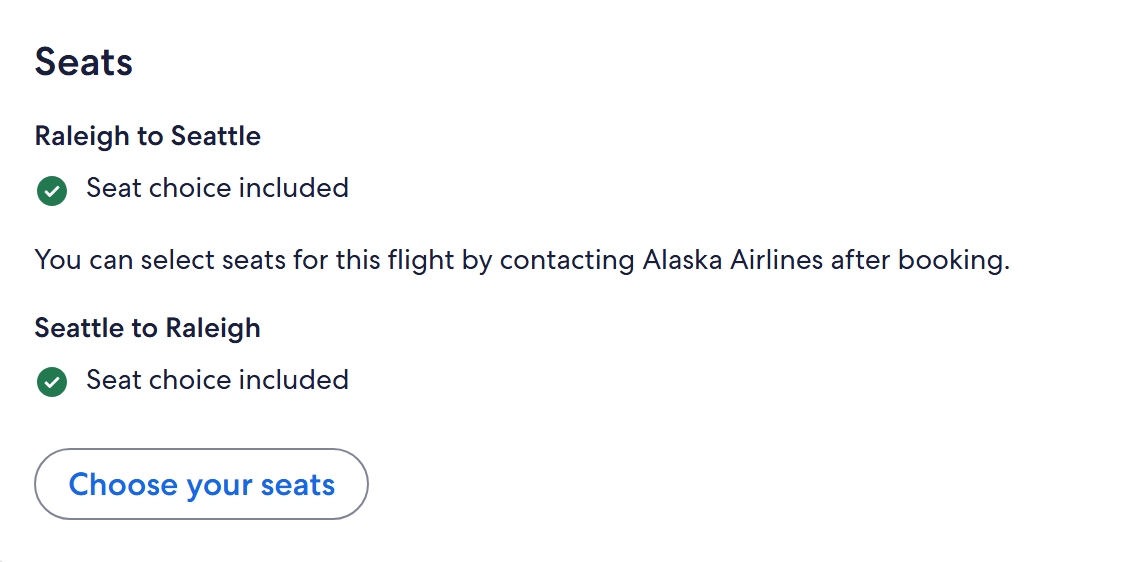 Seats
Raleigh to Seattle
Seat choice included
You can select seats for this flight by contacting Alaska Airlines after booking.
Seattle to Raleigh
Seat choice included
Choose your seats